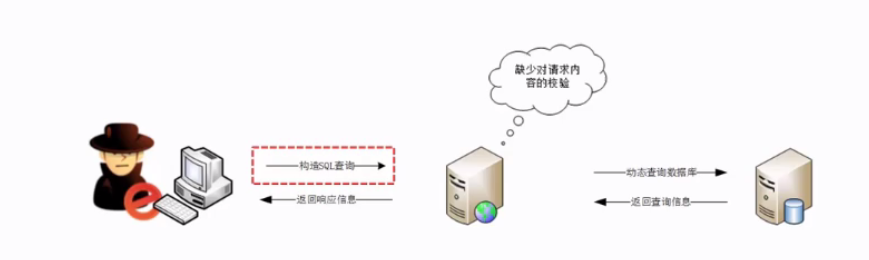 缺少对请求内
容的校验
构造SQL查询
动态查询数据库
返回响应信息
返回查询信息